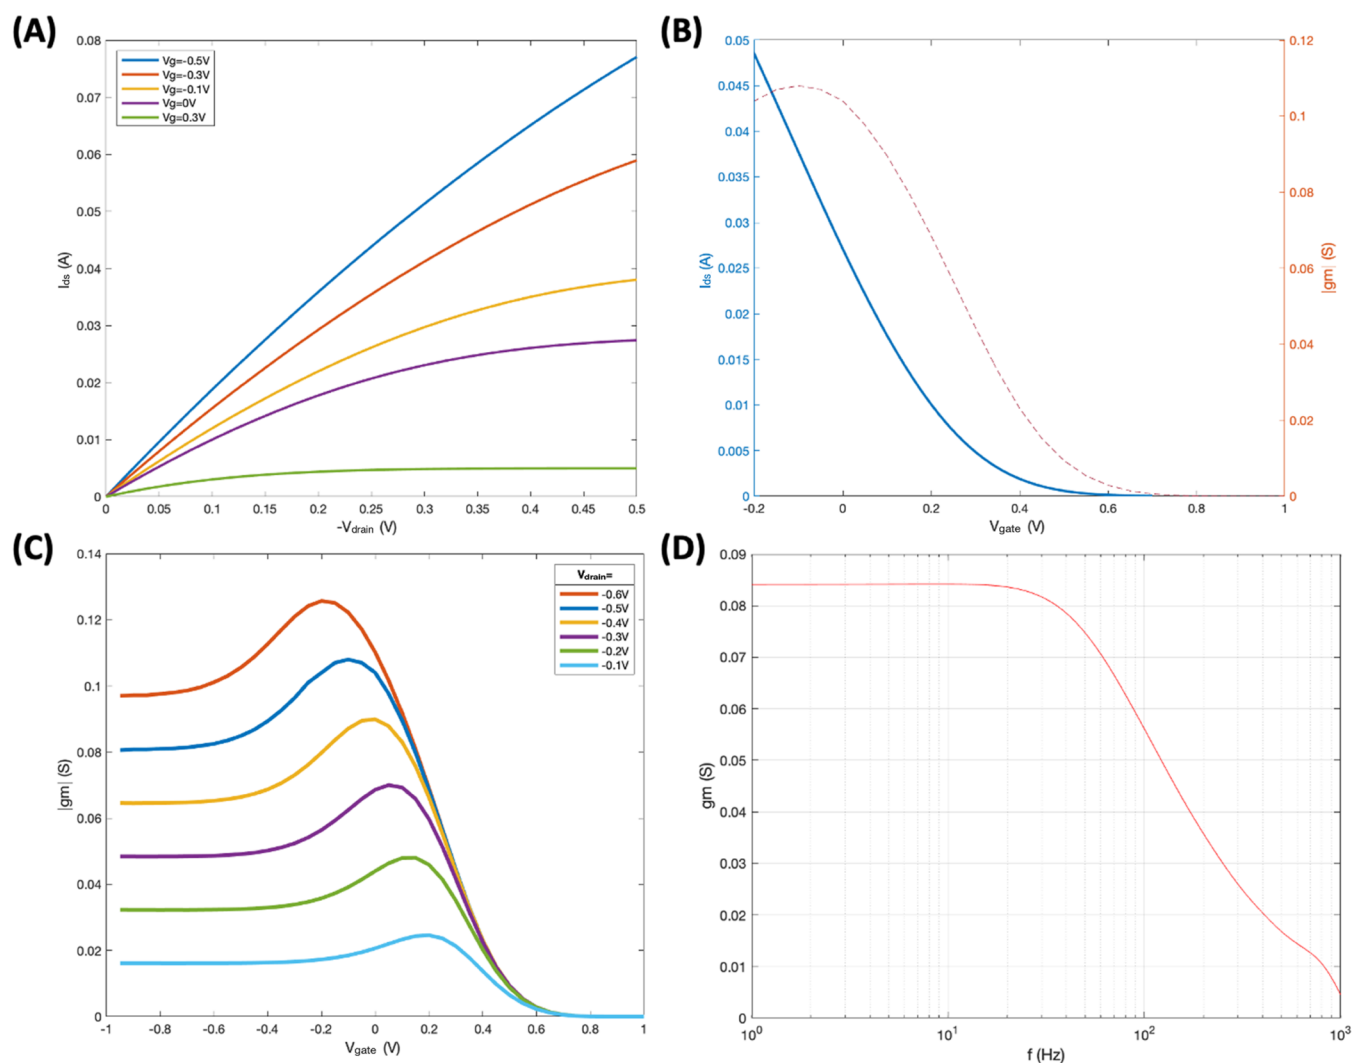 (A)
0.08
0.07
0.06
0.05
0.04
0.03
0.02
0.01
0
Ids (A)
Vg=-0.5V
Vg=-0.3V
Vg=-0.1V
Vg=0V
Vg=0.3V
0 0.05 0.1 0.15 0.2 0.25 0.3 0.35 0.4 0.45 0.5
-Vdrain (V)
(B)
0.05
0.045
0.04
0.035
0.03
0.025
0.02
0.015
0.01
0.005
0
Ids (A)
0.12
0.1
0.08
0.06
0.04
0.02
0
|gm| (S)
-0.2 0 0.2 0.4 0.6 0.8 1
Vgate (V)
(C)
0.14
0.12
0.1
0.08
0.06
0.04
0.02
0
|gm| (S)
Vdrain=
-0.6V
-0.5V
-0.4V
-0.3V
-0.2V
-0.1V
-1 -0.8 -0.6 -0.4 -0.2 0 0.2 0.4 0.6 0.8 1
Vgate (V)
(D)
0.09
0.08
0.07
0.06
0.05
0.04
0.03
0.02
0.01
0
gm (S)
10^0 10^1 10^2 10^3
f (Hz)